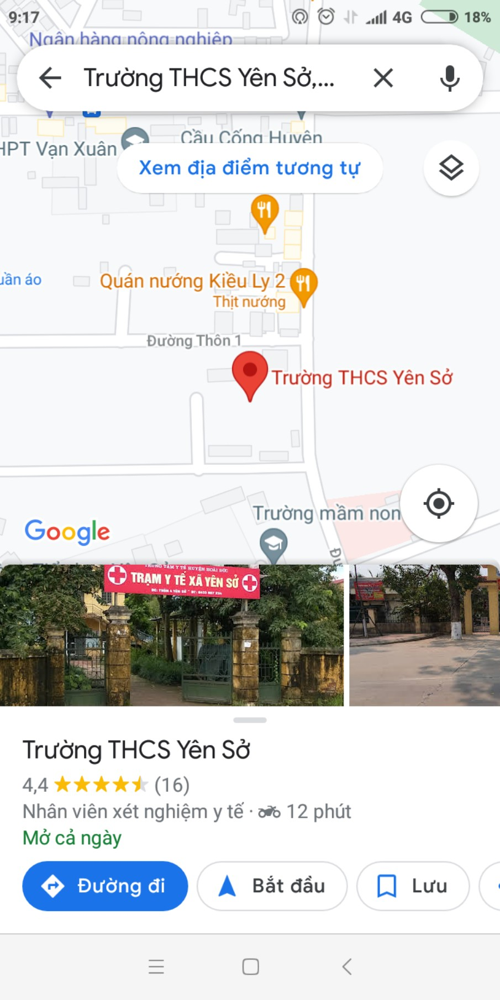 9:17
4G
18%
Ngân hàng nông nghiệp
Trường THCS Yên Sở,...
HPT Vạn Xuân
Cầu Cống Huyện
Xem địa điểm tương tự
uần áo
Quán nướng Kiều Ly 2
Thịt nướng
Đường Thôn 1
Trường THCS Yên Sở
Trường mầm non
Google
TRUNG TÂM Y TẾ HUYỆN HOÀI ĐỨC
TRẠM Y TẾ XÃ YÊN SỞ
Trường THCS Yên Sở
4,4 (16)
Nhân viên xét nghiệm y tế · 12 phút
Mở cả ngày
Đường đi
Bắt đầu
Lưu